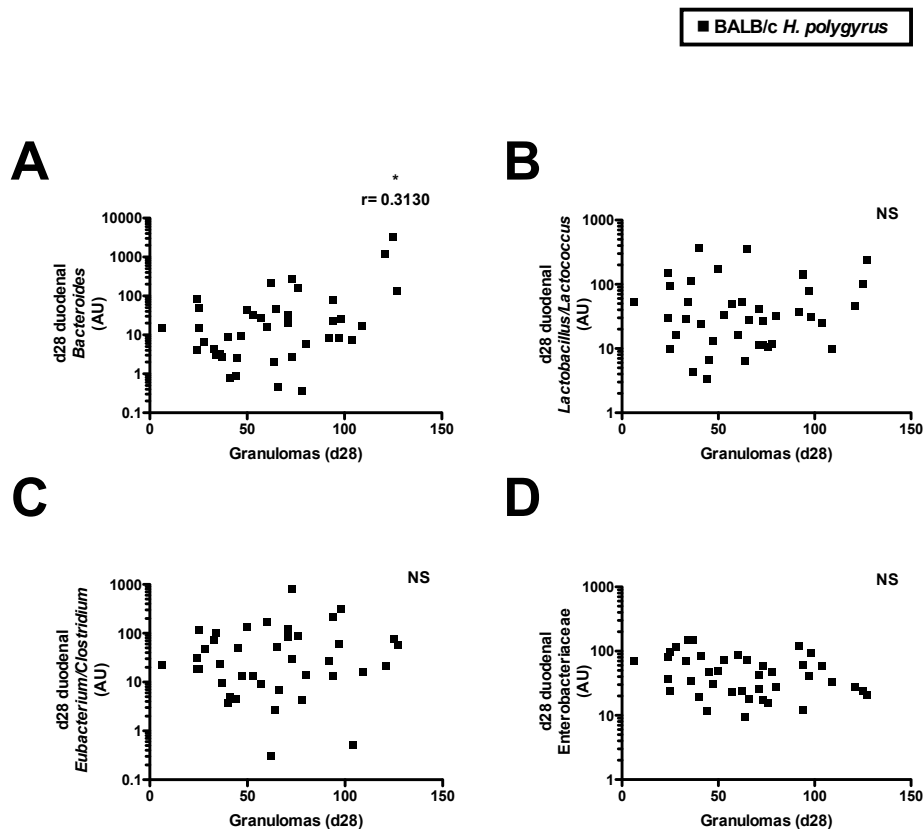 BALB/c H. polygyrus
A
*
r= 0.3130
d28 duodenal
Bacteroides
(AU)
10000
1000
100
10
1
0.1
0
50
100
150
Granulomas (d28)
B
NS
d28 duodenal
Lactobacillus/Lactococcus
(AU)
1000
100
10
1
0
50
100
150
Granulomas (d28)
C
NS
d28 duodenal
Eubacterium/Clostridium
(AU)
1000
100
10
1
0.1
0
50
100
150
Granulomas (d28)
D
NS
d28 duodenal
Enterobacteriaceae
(AU)
1000
100
10
1
0
50
100
150
Granulomas (d28)